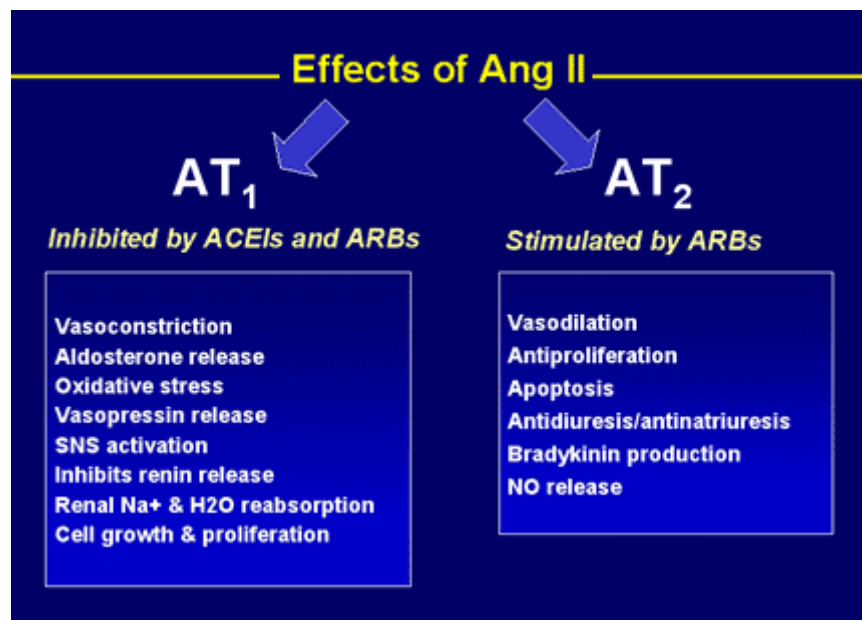 Effects of Ang II
AT₁
Inhibited by ACEIs and ARBs
Vasoconstriction
Aldosterone release
Oxidative stress
Vasopressin release
SNS activation
Inhibits renin release
Renal Na+ & H2O reabsorption
Cell growth & proliferation
AT₂
Stimulated by ARBs
Vasodilation
Antiproliferation
Apoptosis
Antidiuresis/antinatriuresis
Bradykinin production
NO release